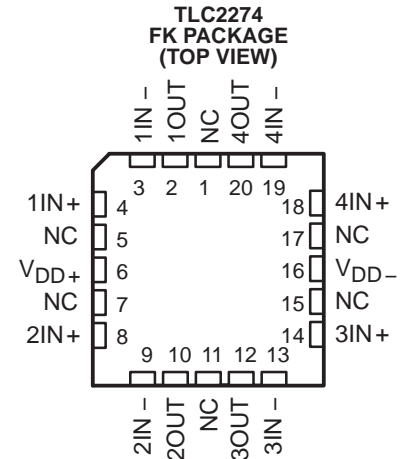 TLC2274
FK PACKAGE
(TOP VIEW)
1IN −
1OUT
NC
4OUT
4IN −
3 2 1 20 19
1IN + 4
NC 5
VDD + 6
NC 7
2IN + 8
18 4IN +
17 NC
16 VDD −
15 NC
14 3IN +
9 10 11 12 13
2IN −
2OUT
NC
3OUT
3IN −